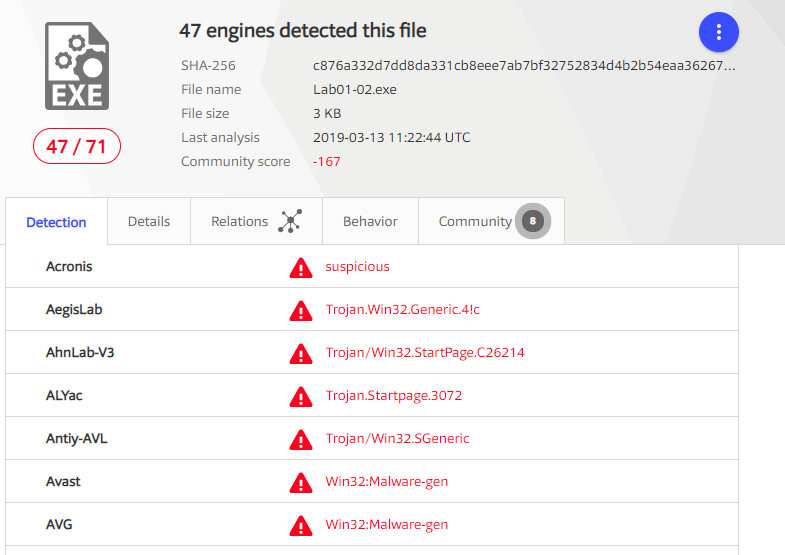 47 engines detected this file
EXE
47 / 71
SHA-256 c876a332d7dd8da331cb8eee7ab7bf32752834d4b2b54eaa36267...
File name Lab01-02.exe
File size 3 KB
Last analysis 2019-03-13 11:22:44 UTC
Community score -167
Detection Details Relations Behavior Community 8
Acronis suspicious
AegisLab Trojan.Win32.Generic.4!c
AhnLab-V3 Trojan/Win32.StartPage.C26214
ALYac Trojan.Startpage.3072
Antiy-AVL Trojan/Win32.SGeneric
Avast Win32:Malware-gen
AVG Win32:Malware-gen